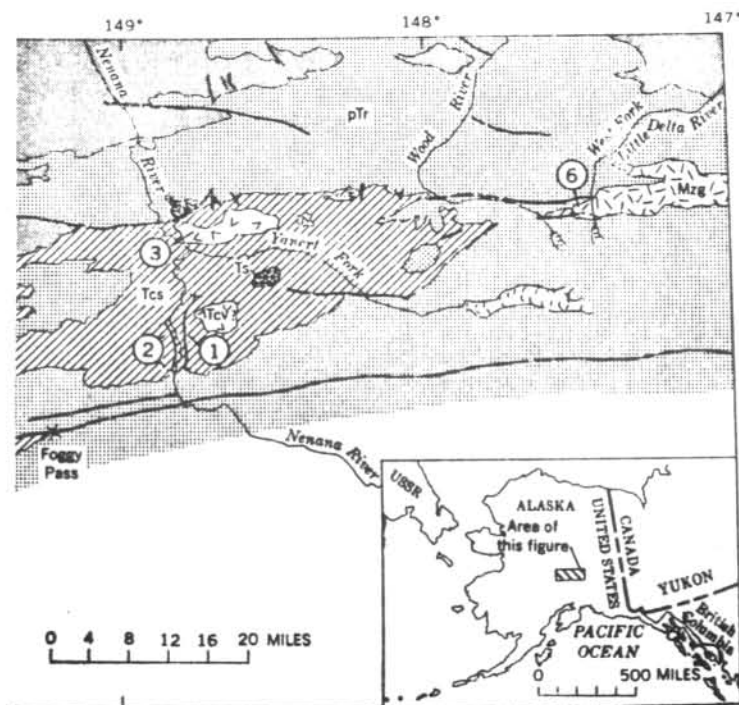 149°
148°
147°
Nenana
River
pTr
Wood
River
West Fork
Little
Delta River
6
Mzg
3
Yanert
Fork
Ts
Tcs
Tcv
2
1
Foggy
Pass
Nenana River
USSR
ALASKA
Area of
this figure
CANADA
UNITED STATES
YUKON
British
Columbia
PACIFIC
OCEAN
0 500 MILES
0 4 8 12 16 20 MILES